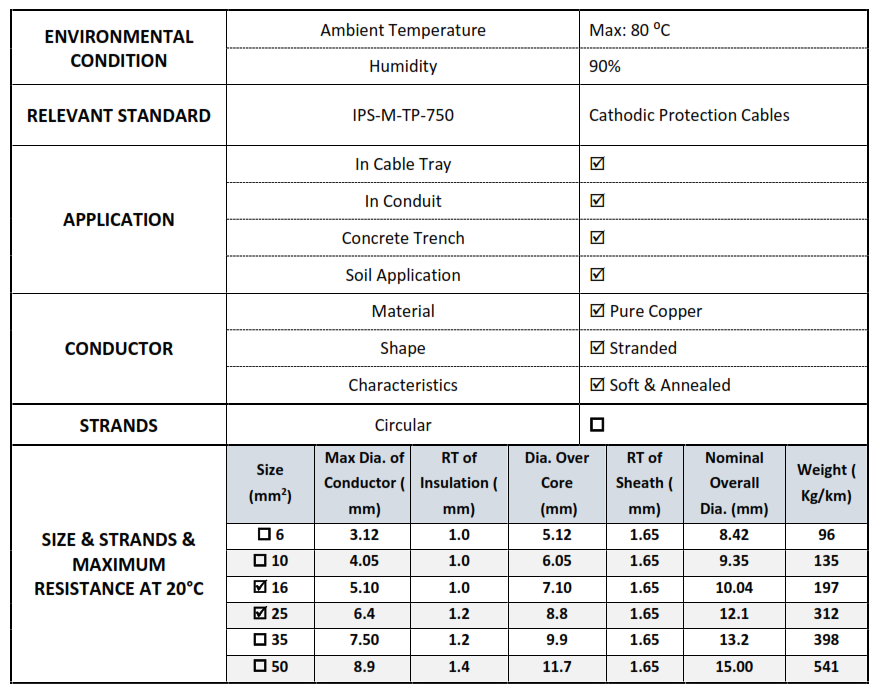 ENVIRONMENTAL CONDITION
Ambient Temperature Max: 80 ⁰C
Humidity 90%
RELEVANT STANDARD IPS-M-TP-750 Cathodic Protection Cables
APPLICATION
In Cable Tray ☑
In Conduit ☑
Concrete Trench ☑
Soil Application ☑
CONDUCTOR
Material ☑ Pure Copper
Shape ☑ Stranded
Characteristics ☑ Soft & Annealed
STRANDS Circular ☐
SIZE & STRANDS & MAXIMUM RESISTANCE AT 20°C
Size (mm²) Max Dia. of Conductor ( mm) RT of Insulation ( mm) Dia. Over Core (mm) RT of Sheath ( mm) Nominal Overall Dia. (mm) Weight ( Kg/km)
☐ 6 3.12 1.0 5.12 1.65 8.42 96
☐ 10 4.05 1.0 6.05 1.65 9.35 135
☑ 16 5.10 1.0 7.10 1.65 10.04 197
☑ 25 6.4 1.2 8.8 1.65 12.1 312
☐ 35 7.50 1.2 9.9 1.65 13.2 398
☐ 50 8.9 1.4 11.7 1.65 15.00 541